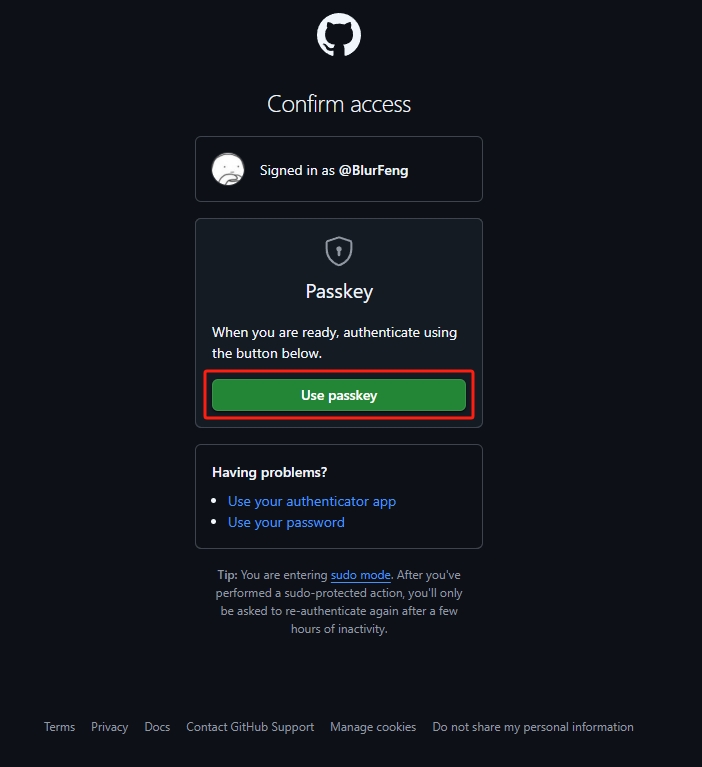 Confirm access
Signed in as @BlurFeng
Passkey
When you are ready, authenticate using
the button below.
Use passkey
Having problems?
Use your authenticator app
Use your password
Tip: You are entering sudo mode. After you've
performed a sudo-protected action, you'll only
be asked to re-authenticate again after a few
hours of inactivity.
Terms Privacy Docs Contact GitHub Support Manage cookies Do not share my personal information